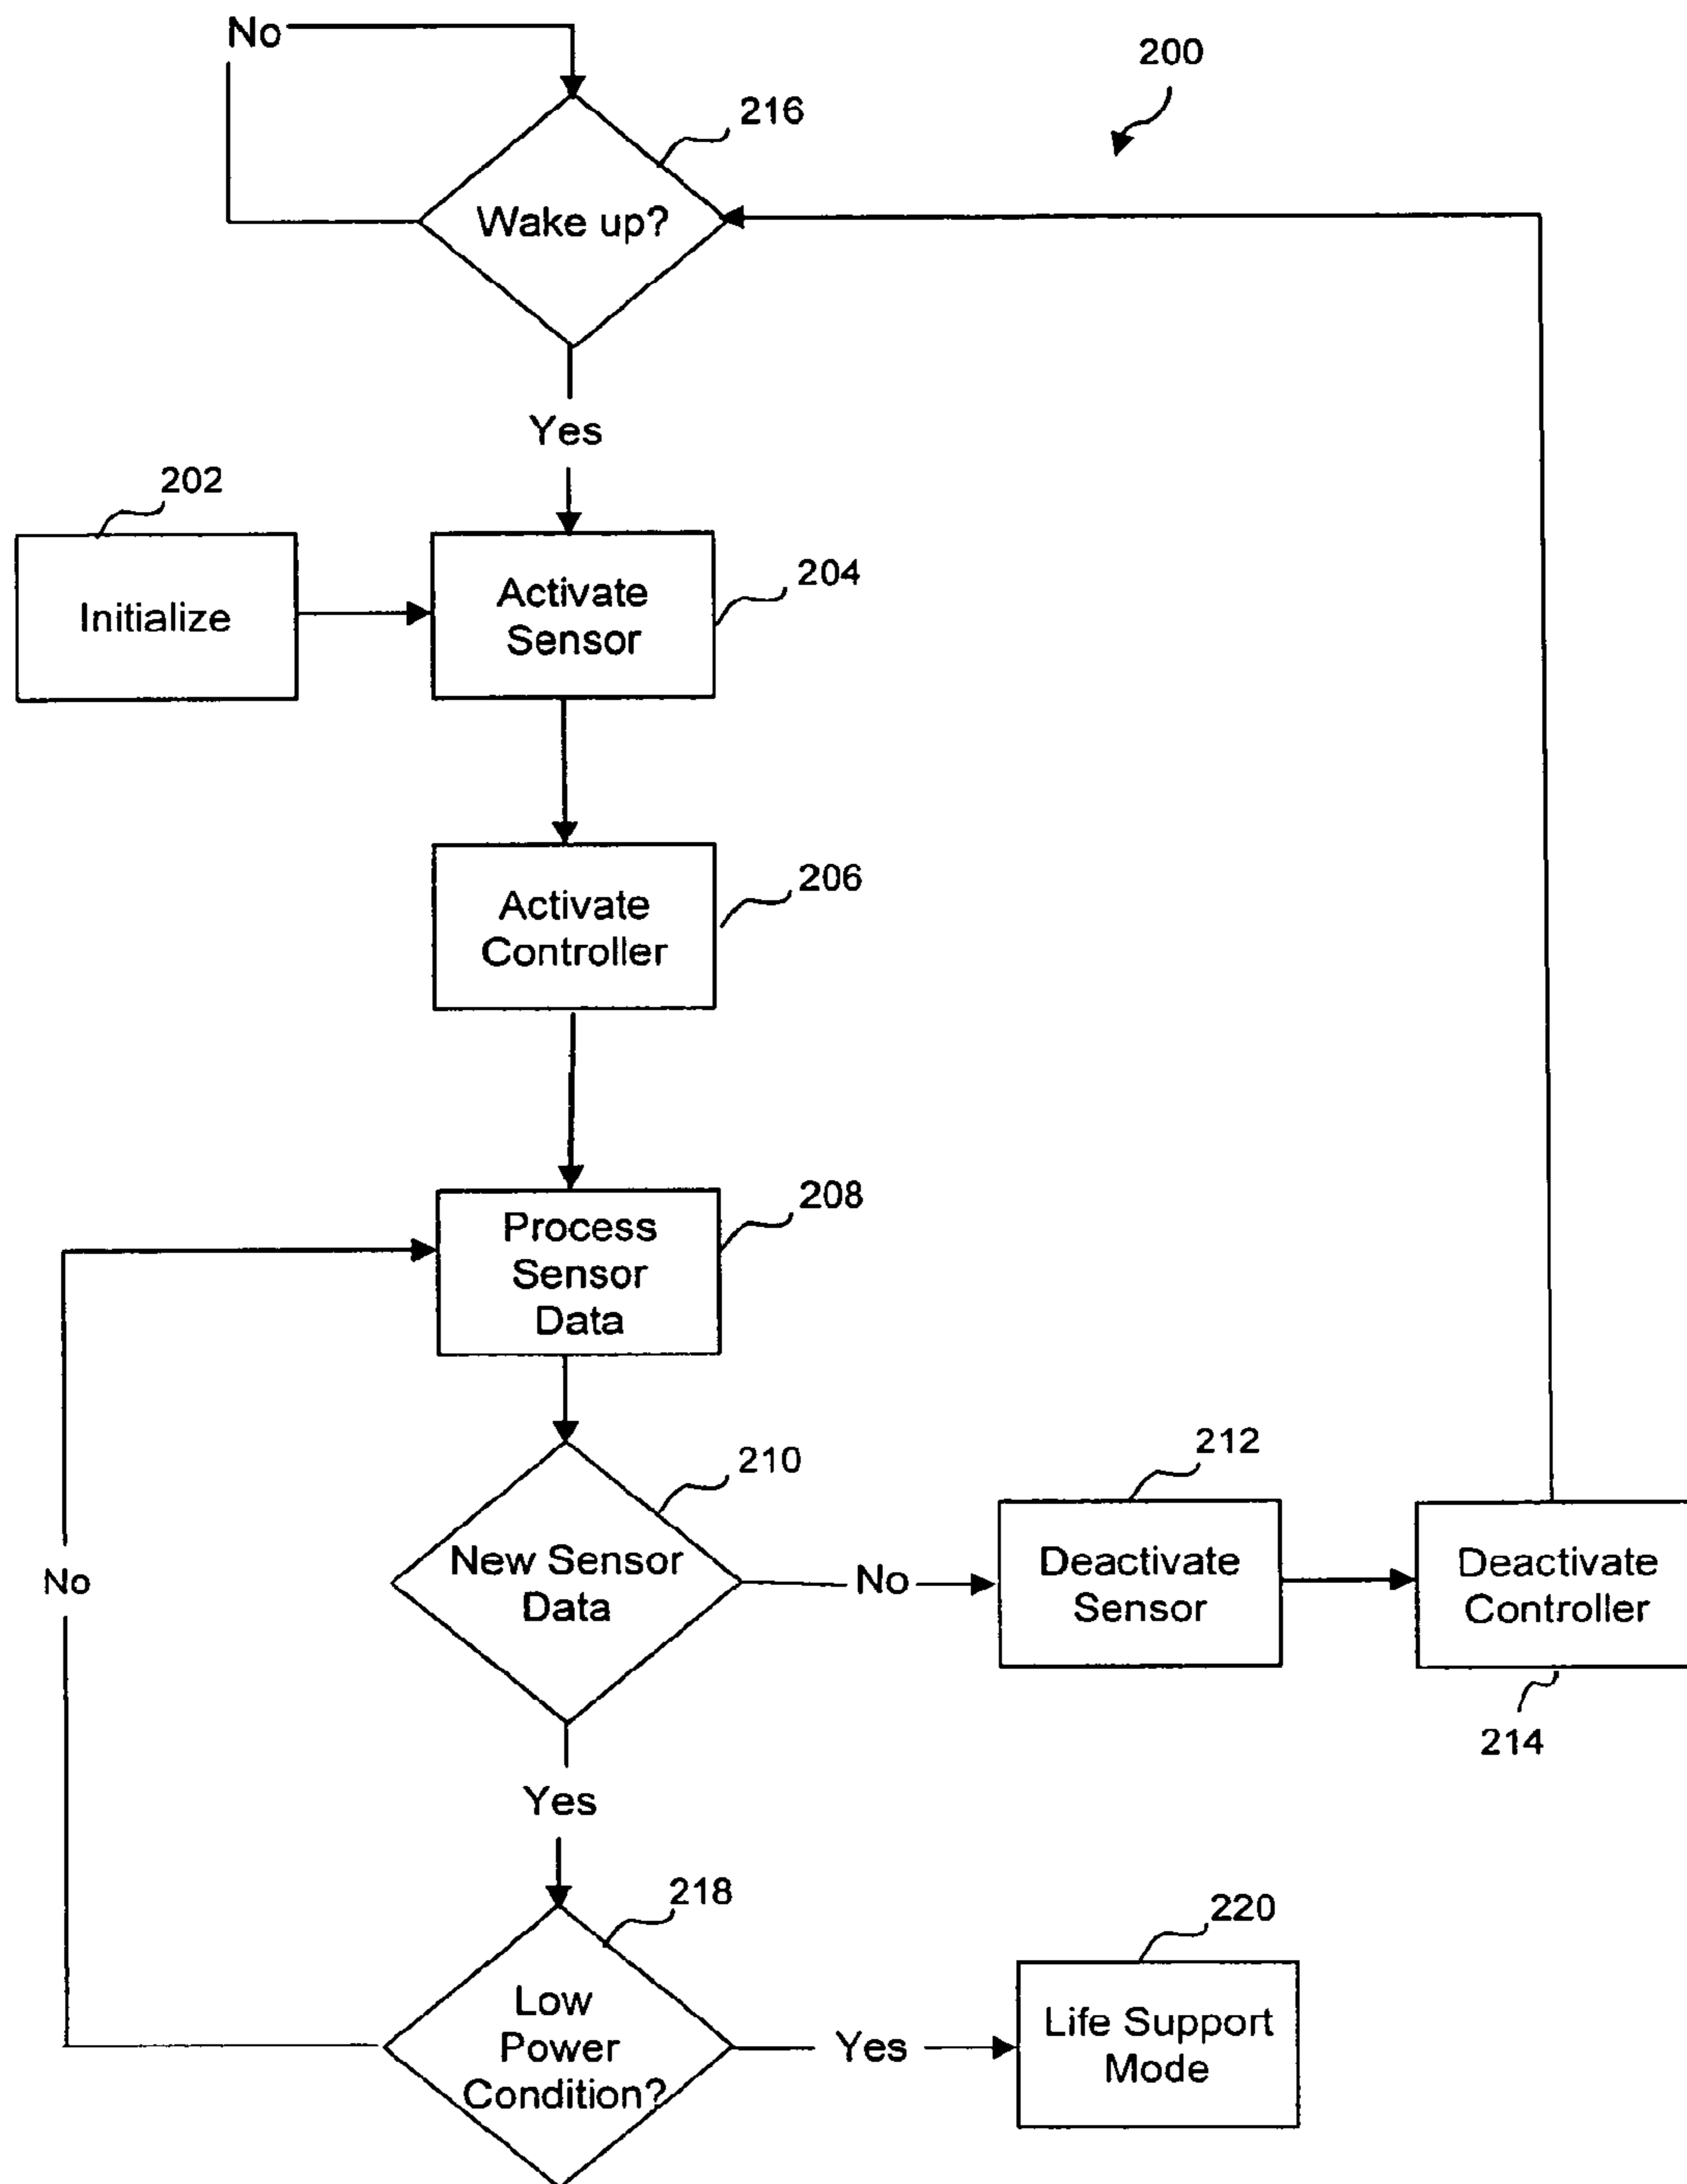 No
200
216
Wake up?
Yes
202
Initialize
Activate
Sensor
204
Activate
Controller
206
Process
Sensor
Data
208
New Sensor
Data
210
No
212
Deactivate
Sensor
Deactivate
Controller
214
No
Yes
218
Low
Power
Condition?
Yes
220
Life Support
Mode